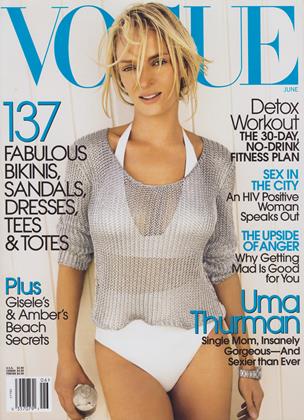 VOGUE
JUNE
137
FABULOUS
BIKINIS,
SANDALS,
DRESSES,
TEES
& TOTES
Detox
Workout
THE 30-DAY,
NO-DRINK
FITNESS PLAN
SEX IN
THE CITY
An HIV Positive
Woman
Speaks Out
THE UPSIDE
OF ANGER
Why Getting
Mad Is Good
for You
Plus
Gisele's
& Amber's
Beach
Secrets
Uma
Thurman
Single Mom, Insanely
Gorgeous—And
Sexier than Ever